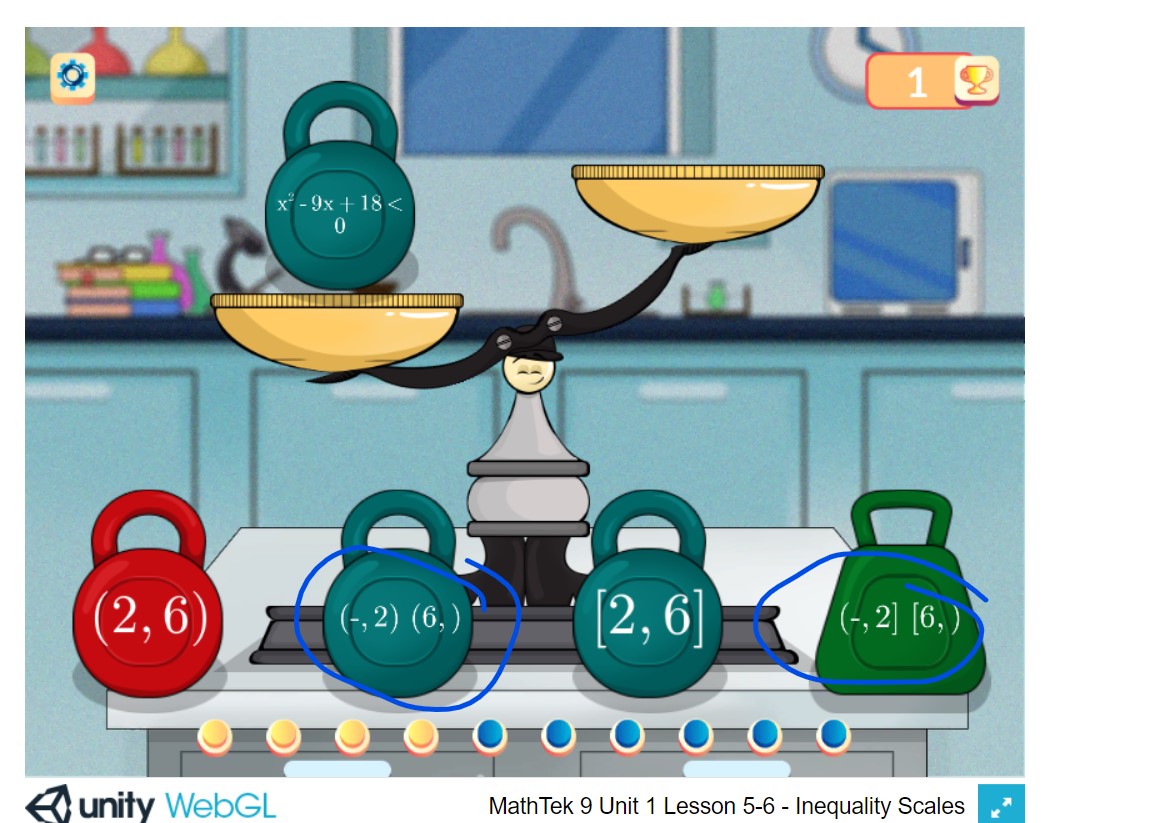 1
x² - 9x + 18 <
0
(2, 6)
(-, 2) (6, )
[2, 6]
(-, 2] [6, )
unity WebGL
MathTek 9 Unit 1 Lesson 5-6 - Inequality Scales